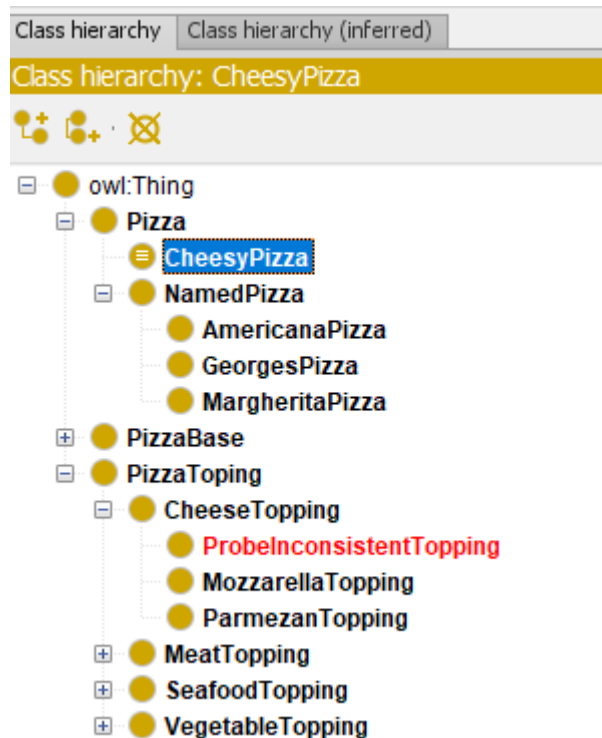 Class hierarchy Class hierarchy (inferred)
Class hierarchy: CheesyPizza
owl:Thing
Pizza
CheesyPizza
NamedPizza
AmericanaPizza
GeorgesPizza
MargheritaPizza
PizzaBase
PizzaToping
CheeseTopping
ProbeInconsistentTopping
MozzarellaTopping
ParmezanTopping
MeatTopping
SeafoodTopping
VegetableTopping